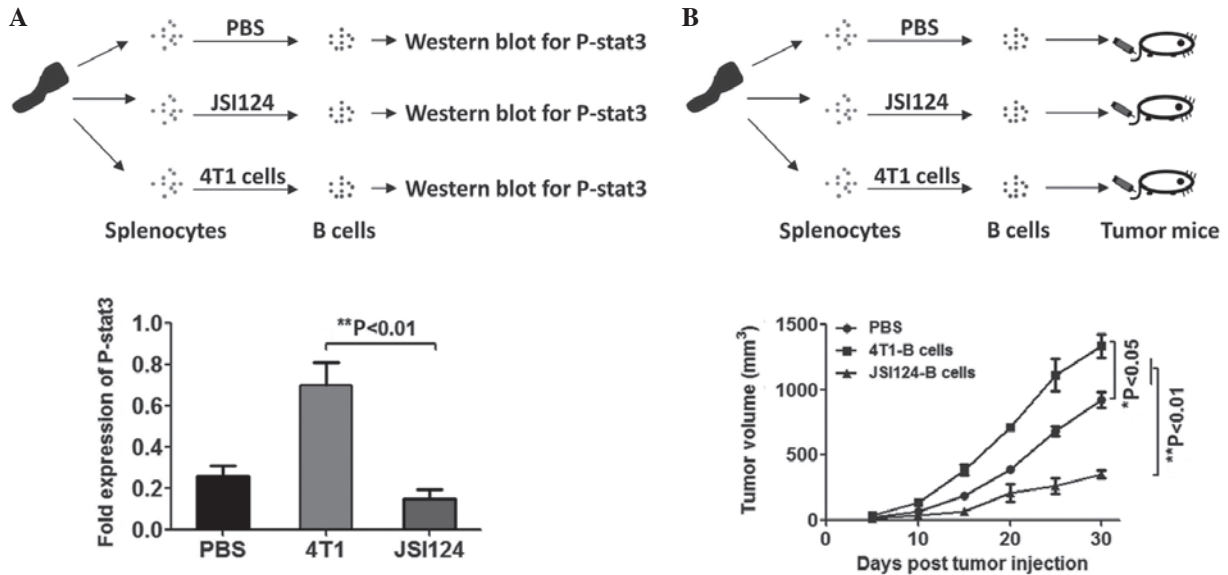 A
PBS
Western blot for P-stat3
JSI124
Western blot for P-stat3
4T1 cells
Western blot for P-stat3
Splenocytes
B cells
Fold expression of P-stat3
1.0
0.8
0.6
0.4
0.2
0.0
**P<0.01
PBS
4T1
JSI124
B
PBS
JSI124
4T1 cells
Splenocytes
B cells
Tumor mice
Tumor volume (mm³)
1500
1000
500
0
PBS
4T1-B cells
JSI124-B cells
*P<0.05
**P<0.01
0
10
20
30
Days post tumor injection